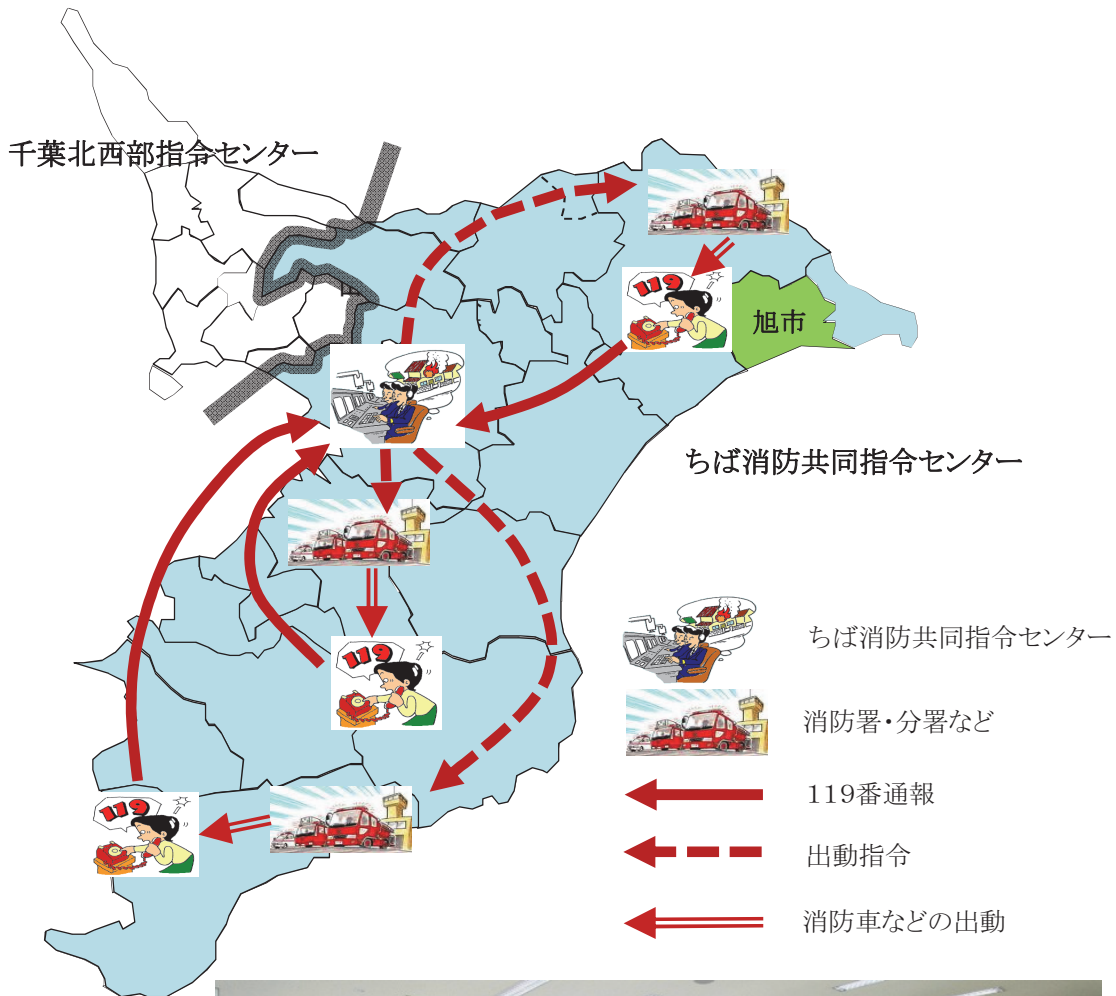 千葉北西部指令センター
119
旭市
ちば消防共同指令センター
119
119
ちば消防共同指令センター
消防署・分署など
119番通報
出動指令
消防車などの出動